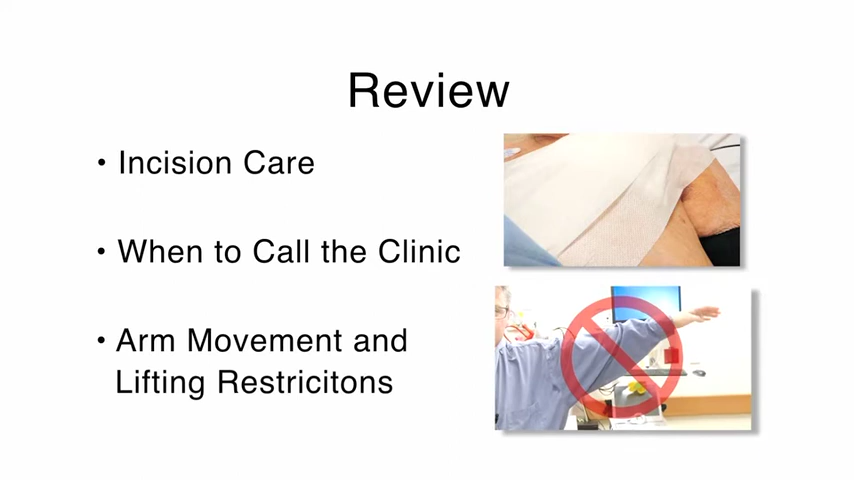 Review
• Incision Care
• When to Call the Clinic
• Arm Movement and
Lifting Restricitons